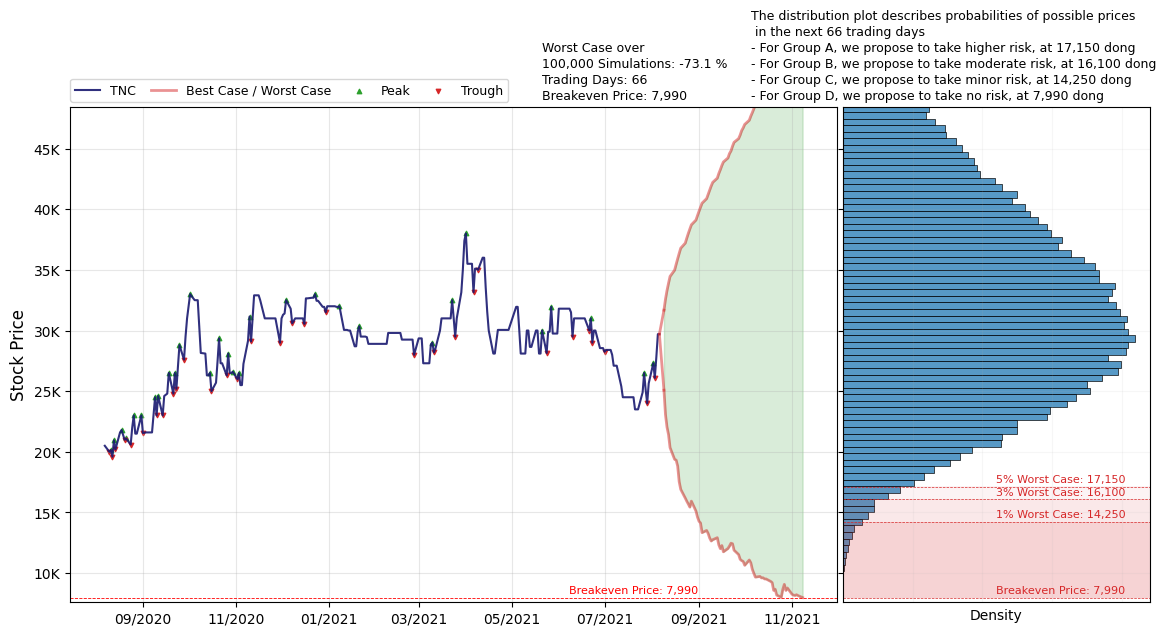 The distribution plot describes probabilities of possible prices
in the next 66 trading days
- For Group A, we propose to take higher risk, at 17,150 dong
- For Group B, we propose to take moderate risk, at 16,100 dong
- For Group C, we propose to take minor risk, at 14,250 dong
- For Group D, we propose to take no risk, at 7,990 dong
Worst Case over
100,000 Simulations: -73.1 %
Trading Days: 66
Breakeven Price: 7,990
TNC
Best Case / Worst Case
Peak
Trough
Stock Price
45K
40K
35K
30K
25K
20K
15K
10K
Breakeven Price: 7,990
09/2020
11/2020
01/2021
03/2021
05/2021
07/2021
09/2021
11/2021
5% Worst Case: 17,150
3% Worst Case: 16,100
1% Worst Case: 14,250
Breakeven Price: 7,990
Density